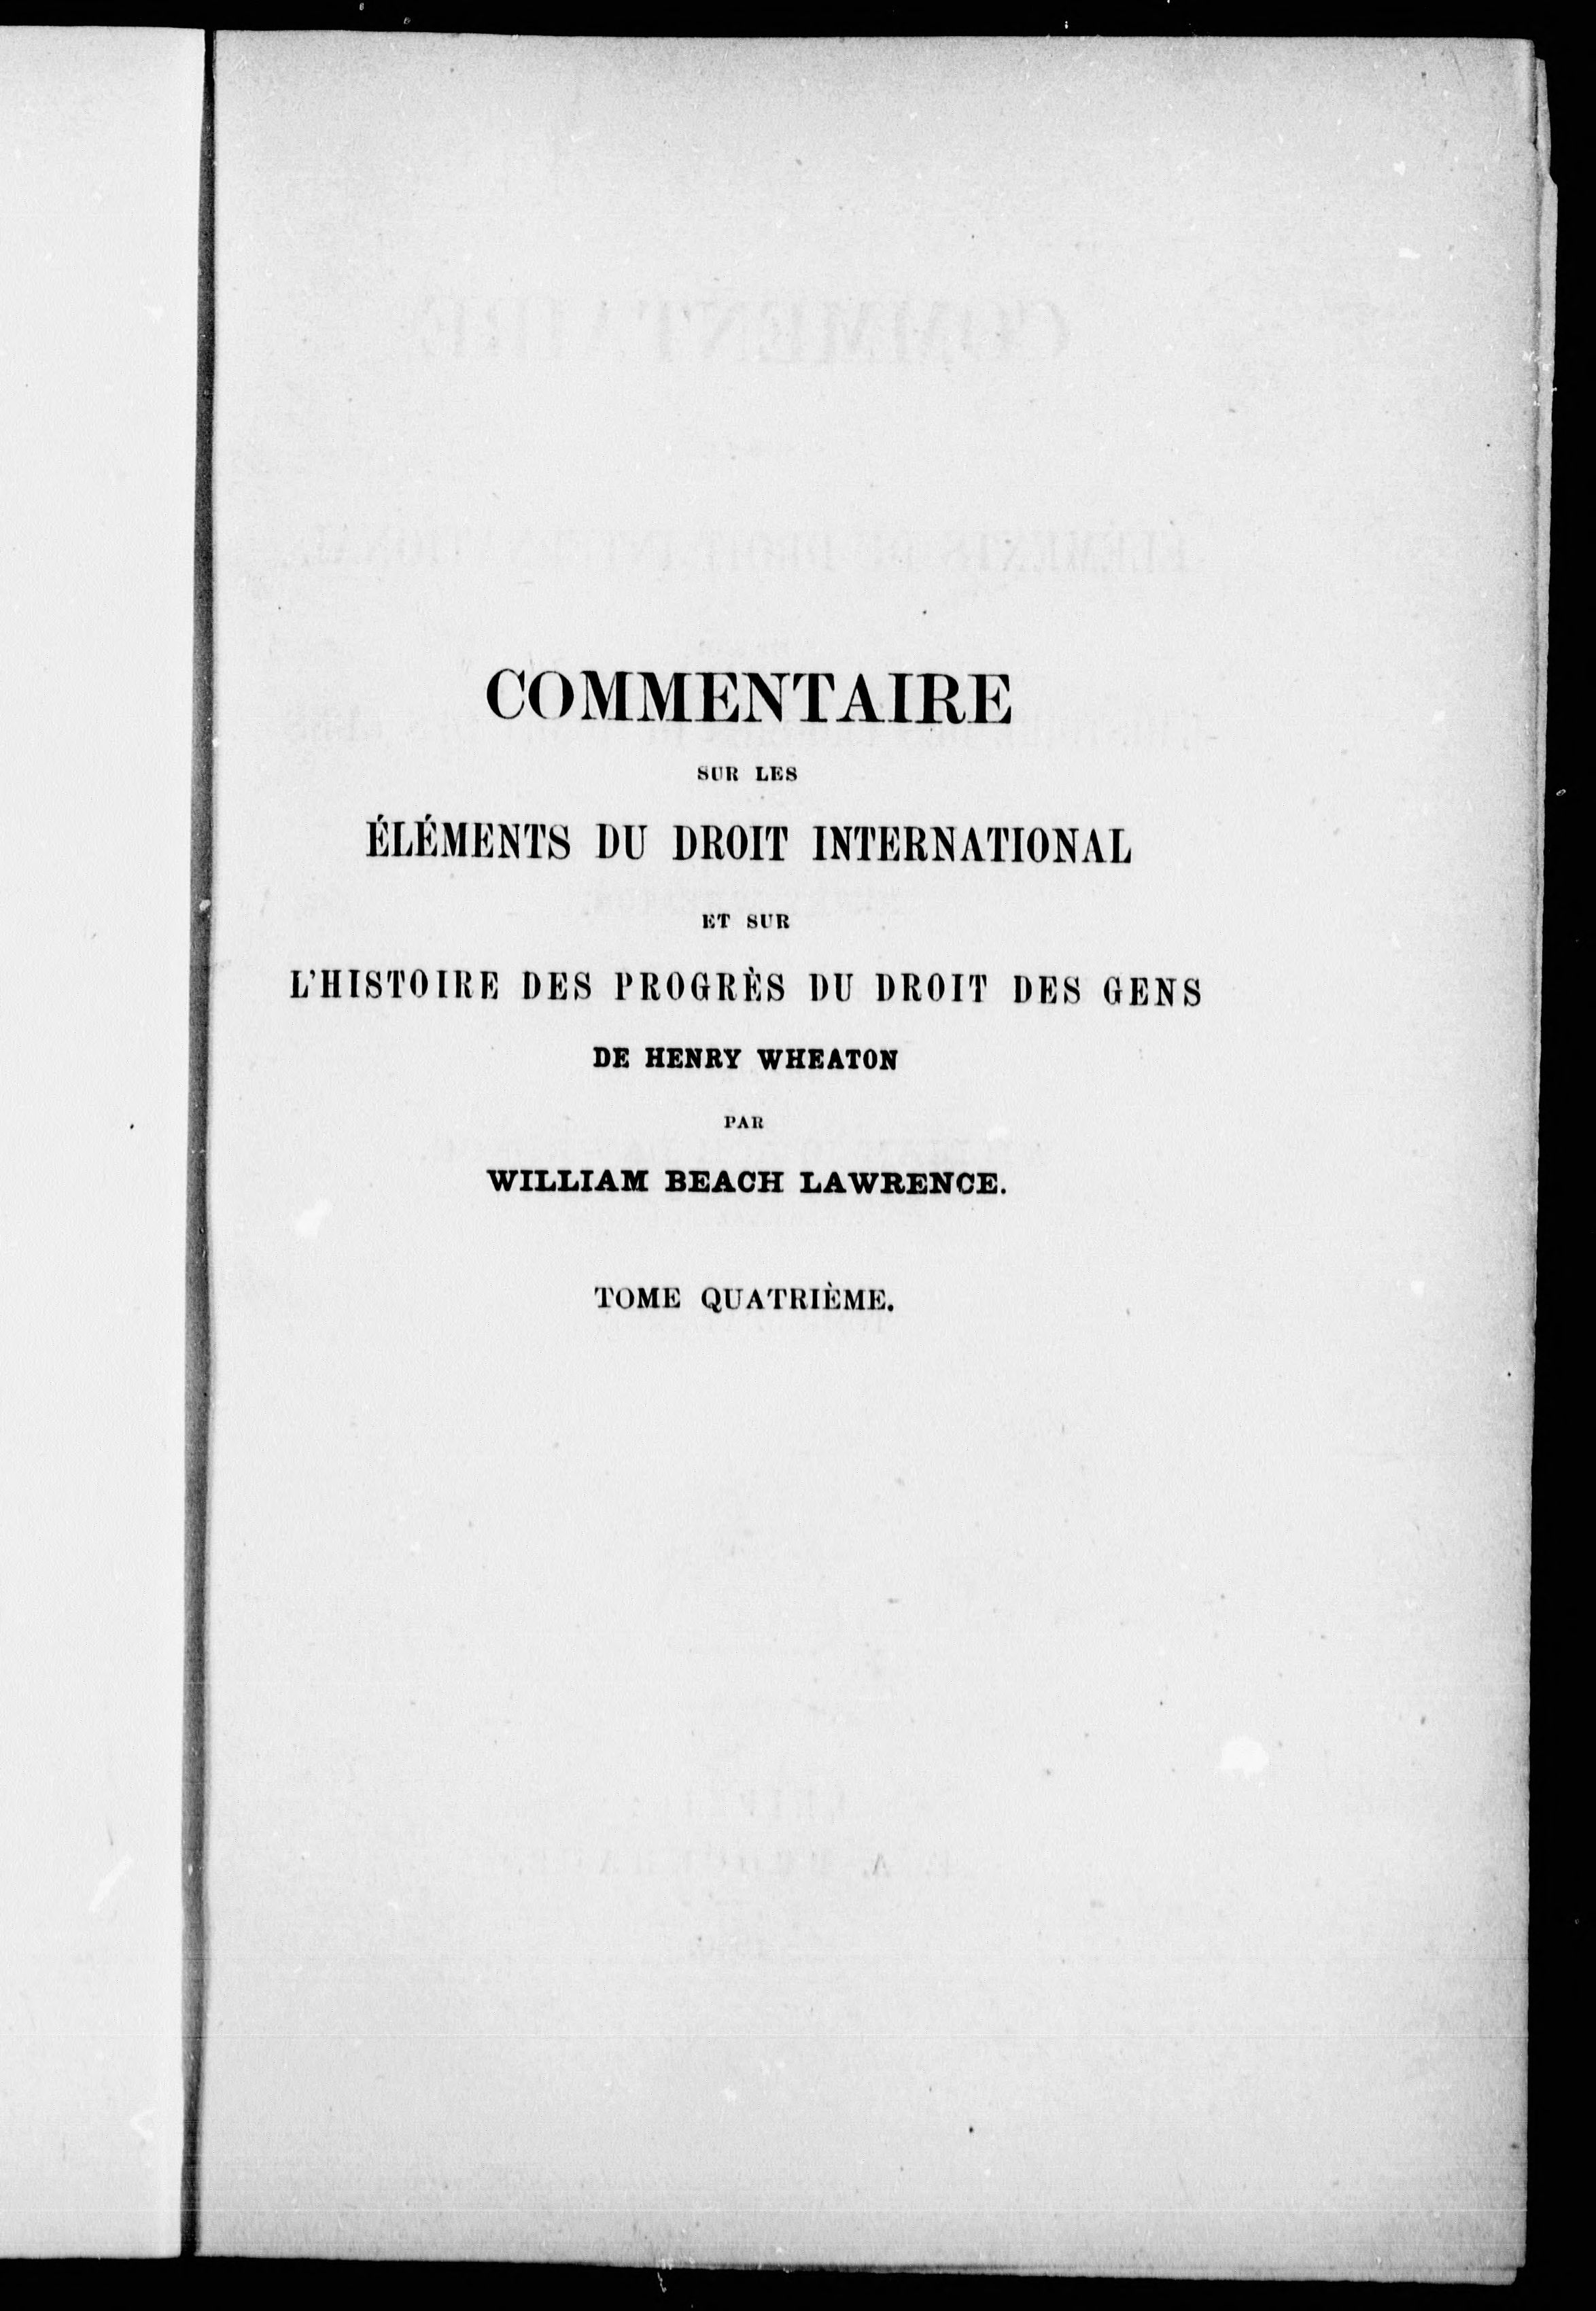 COMMENTAIRE
SUR LES
ÉLÉMENTS DU DROIT INTERNATIONAL
ET SUR
L'HISTOIRE DES PROGRÈS DU DROIT DES GENS
DE HENRY WHEATON
PAR
WILLIAM BEACH LAWRENCE.
TOME QUATRIÈME.